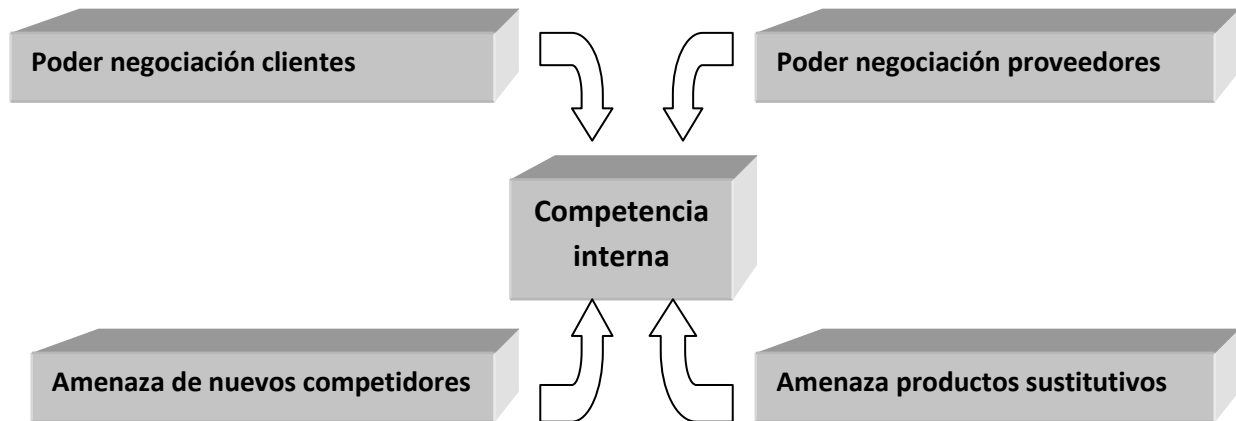 Poder negociación clientes
Poder negociación proveedores
Competencia
interna
Amenaza de nuevos competidores
Amenaza productos sustitutivos